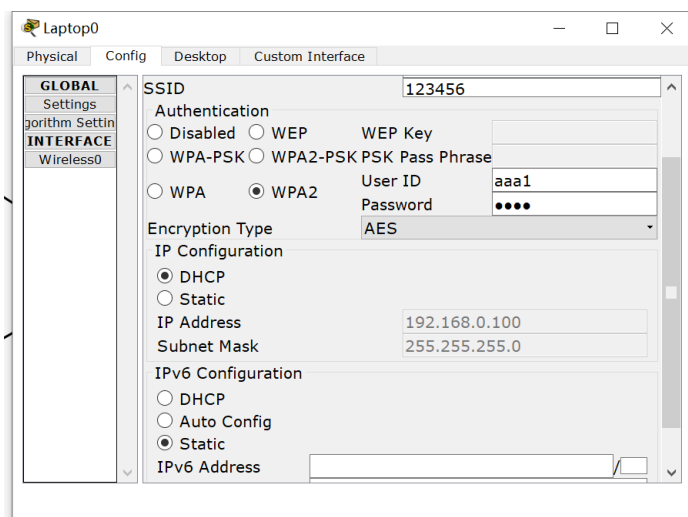 Laptop0
Physical Config Desktop Custom Interface
GLOBAL
Settings
gorithm Settin
INTERFACE
Wireless0
SSID 123456
Authentication
Disabled WEP WEP Key
WPA-PSK WPA2-PSK PSK Pass Phrase
WPA WPA2 User ID aaa1
Password ••••
Encryption Type AES
IP Configuration
DHCP
Static
IP Address 192.168.0.100
Subnet Mask 255.255.255.0
IPv6 Configuration
DHCP
Auto Config
Static
IPv6 Address /